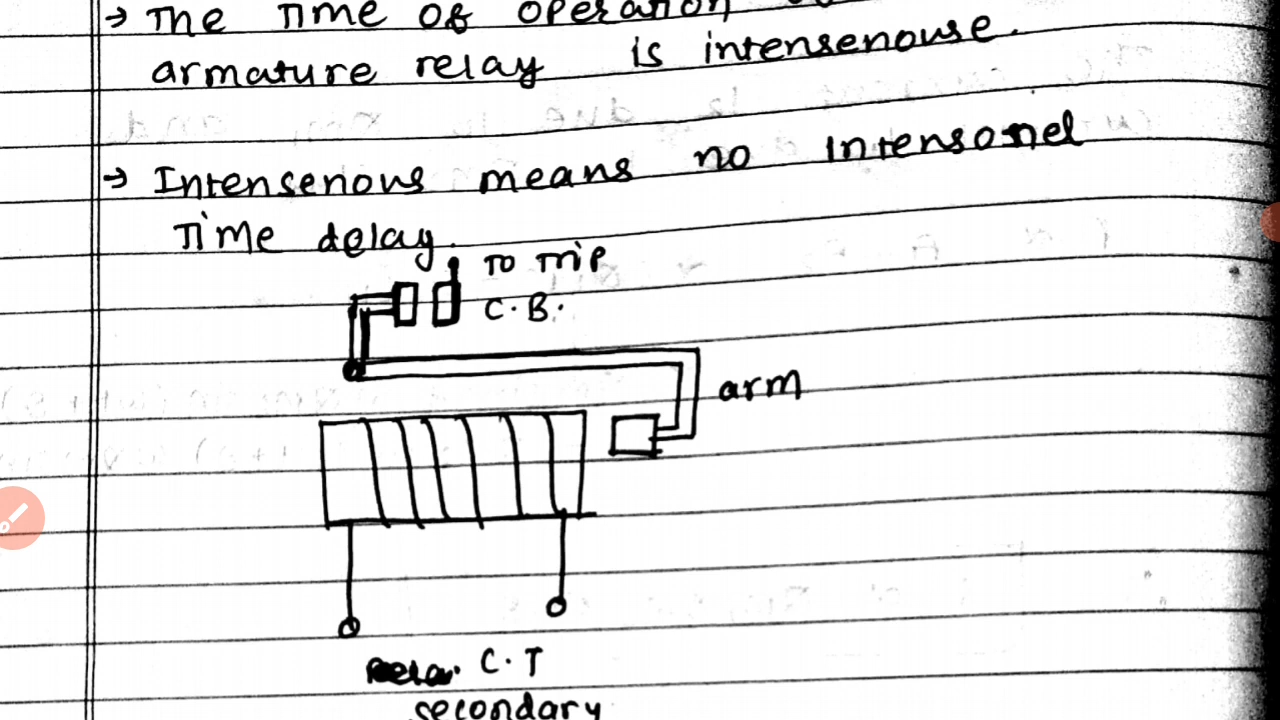 → The Time of operation
armature relay is intensenouse.
→ Intensenous means no Intensonel
Time delay.
To Trip
C.B.
arm
C.T
secondary